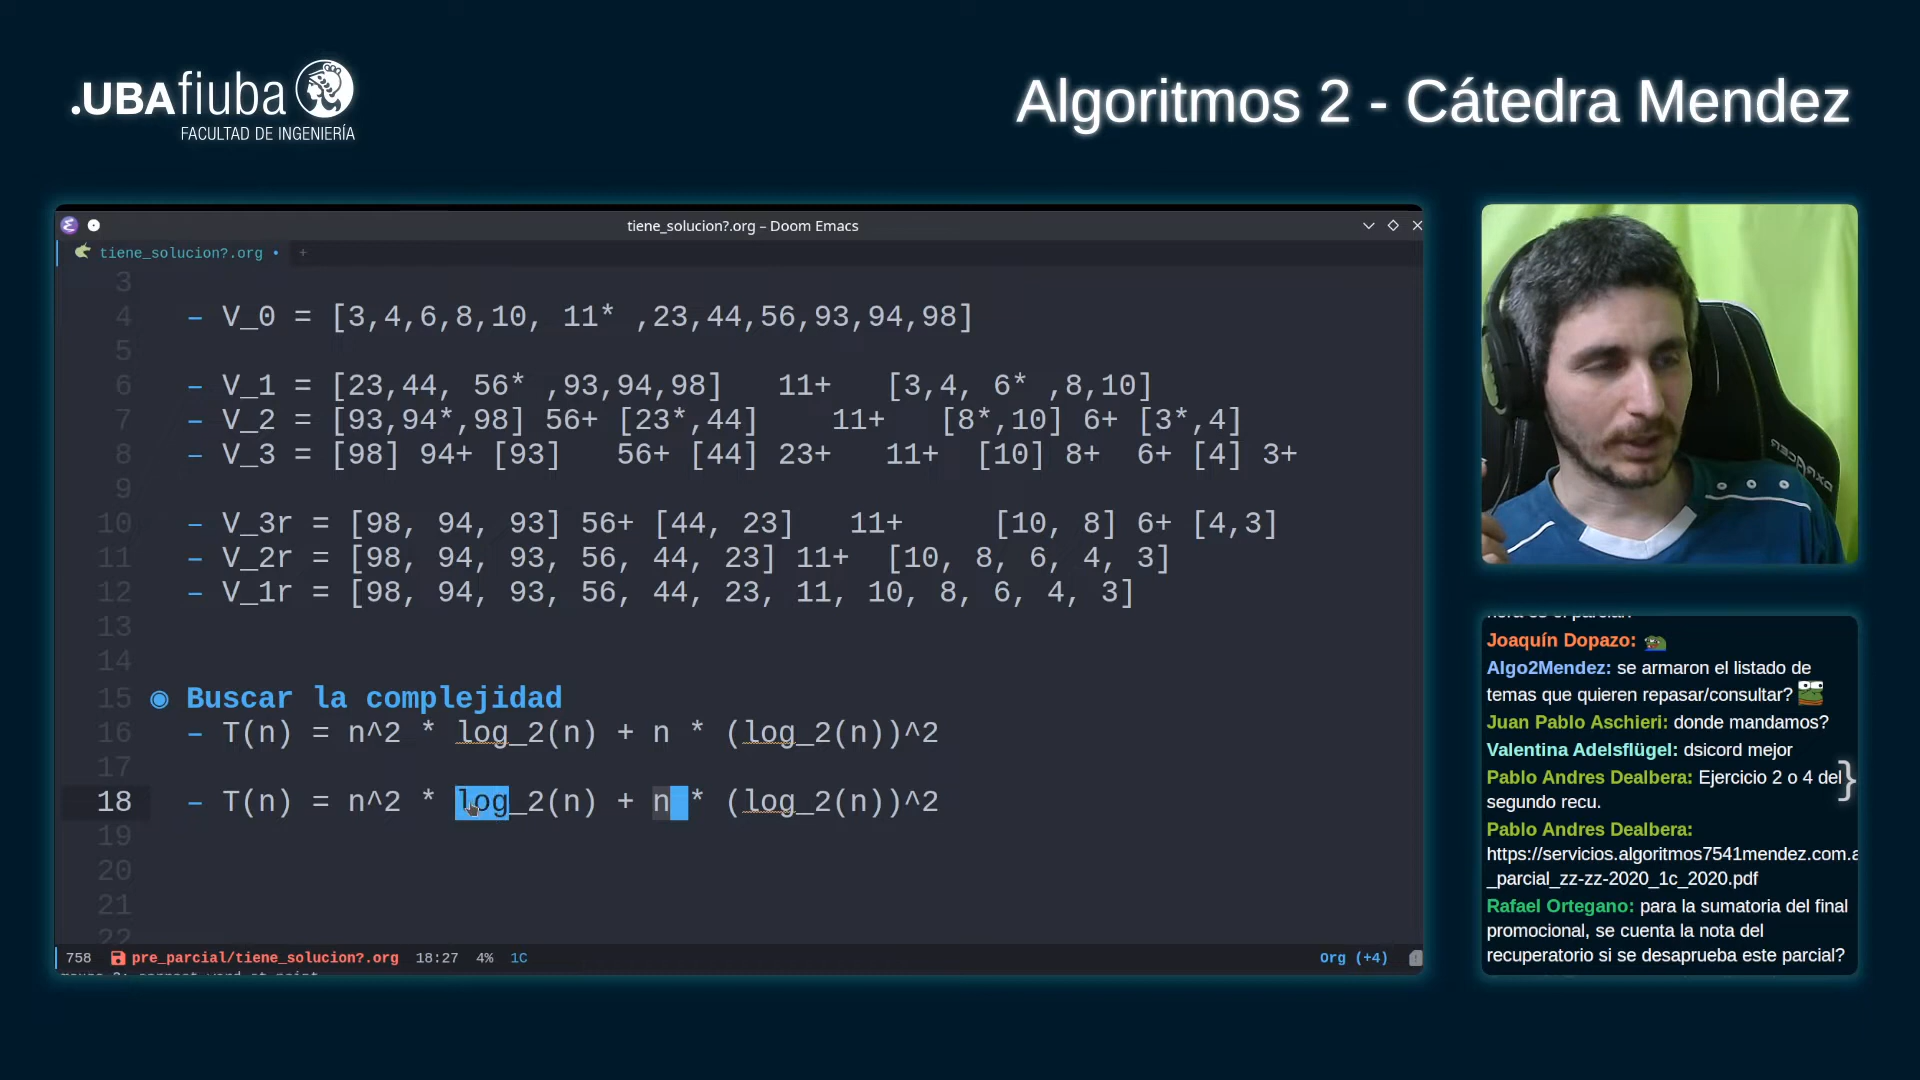 .UBAfiuba
FACULTAD DE INGENIERÍA
Algoritmos 2 - Cátedra Mendez
tiene_solucion?.org – Doom Emacs
tiene_solucion?.org • +
3
4 – V_0 = [3,4,6,8,10, 11* ,23,44,56,93,94,98]
5
6 – V_1 = [23,44, 56* ,93,94,98] 11+ [3,4, 6* ,8,10]
7 – V_2 = [93,94*,98] 56+ [23*,44] 11+ [8*,10] 6+ [3*,4]
8 – V_3 = [98] 94+ [93] 56+ [44] 23+ 11+ [10] 8+ 6+ [4] 3+
9
10 – V_3r = [98, 94, 93] 56+ [44, 23] 11+ [10, 8] 6+ [4,3]
11 – V_2r = [98, 94, 93, 56, 44, 23] 11+ [10, 8, 6, 4, 3]
12 – V_1r = [98, 94, 93, 56, 44, 23, 11, 10, 8, 6, 4, 3]
13
14
15 ◉ Buscar la complejidad
16 – T(n) = n^2 * log_2(n) + n * (log_2(n))^2
17
18 – T(n) = n^2 * log_2(n) + n * (log_2(n))^2
19
20
21
22
758 pre_parcial/tiene_solucion?.org 18:27 4% 1C Org (+4)
DXRACER
Joaquín Dopazo:
Algo2Mendez: se armaron el listado de
temas que quieren repasar/consultar?
Juan Pablo Aschieri: donde mandamos?
Valentina Adelsflügel: dsicord mejor
Pablo Andres Dealbera: Ejercicio 2 o 4 del
segundo recu.
Pablo Andres Dealbera:
https://servicios.algoritmos7541mendez.com.a
_parcial_zz-zz-2020_1c_2020.pdf
Rafael Ortegano: para la sumatoria del final
promocional, se cuenta la nota del
recuperatorio si se desaprueba este parcial?
}